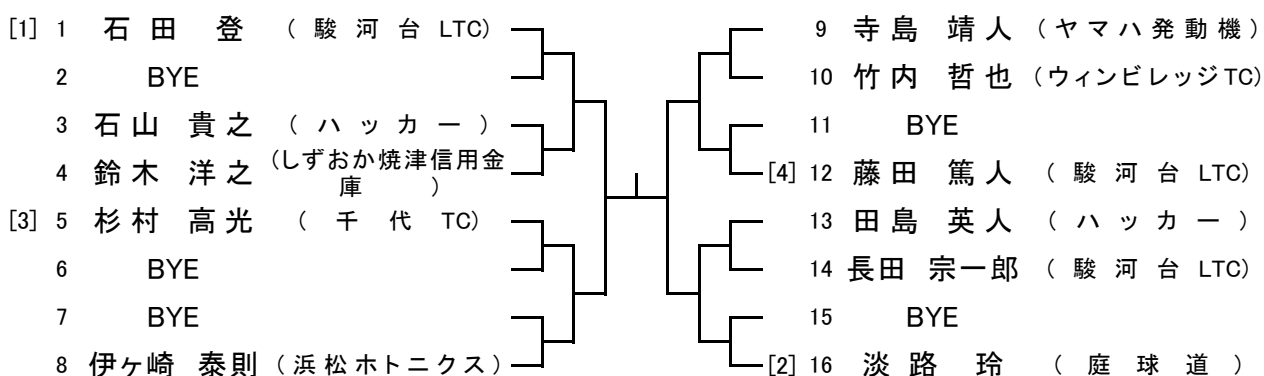 [1] 1 石田 登 (駿河台 LTC)
2 BYE
3 石山 貴之 (ハッカー)
4 鈴木 洋之 (しずおか焼津信用金
庫)
[3] 5 杉村 高光 (千代 TC)
6 BYE
7 BYE
8 伊ヶ崎 泰則 (浜松ホトニクス)
9 寺島 靖人 (ヤマハ発動機)
10 竹内 哲也 (ウィンビレッジTC)
11 BYE
[4] 12 藤田 篤人 (駿河台 LTC)
13 田島 英人 (ハッカー)
14 長田 宗一郎 (駿河台 LTC)
15 BYE
[2] 16 淡路 玲 (庭球道)